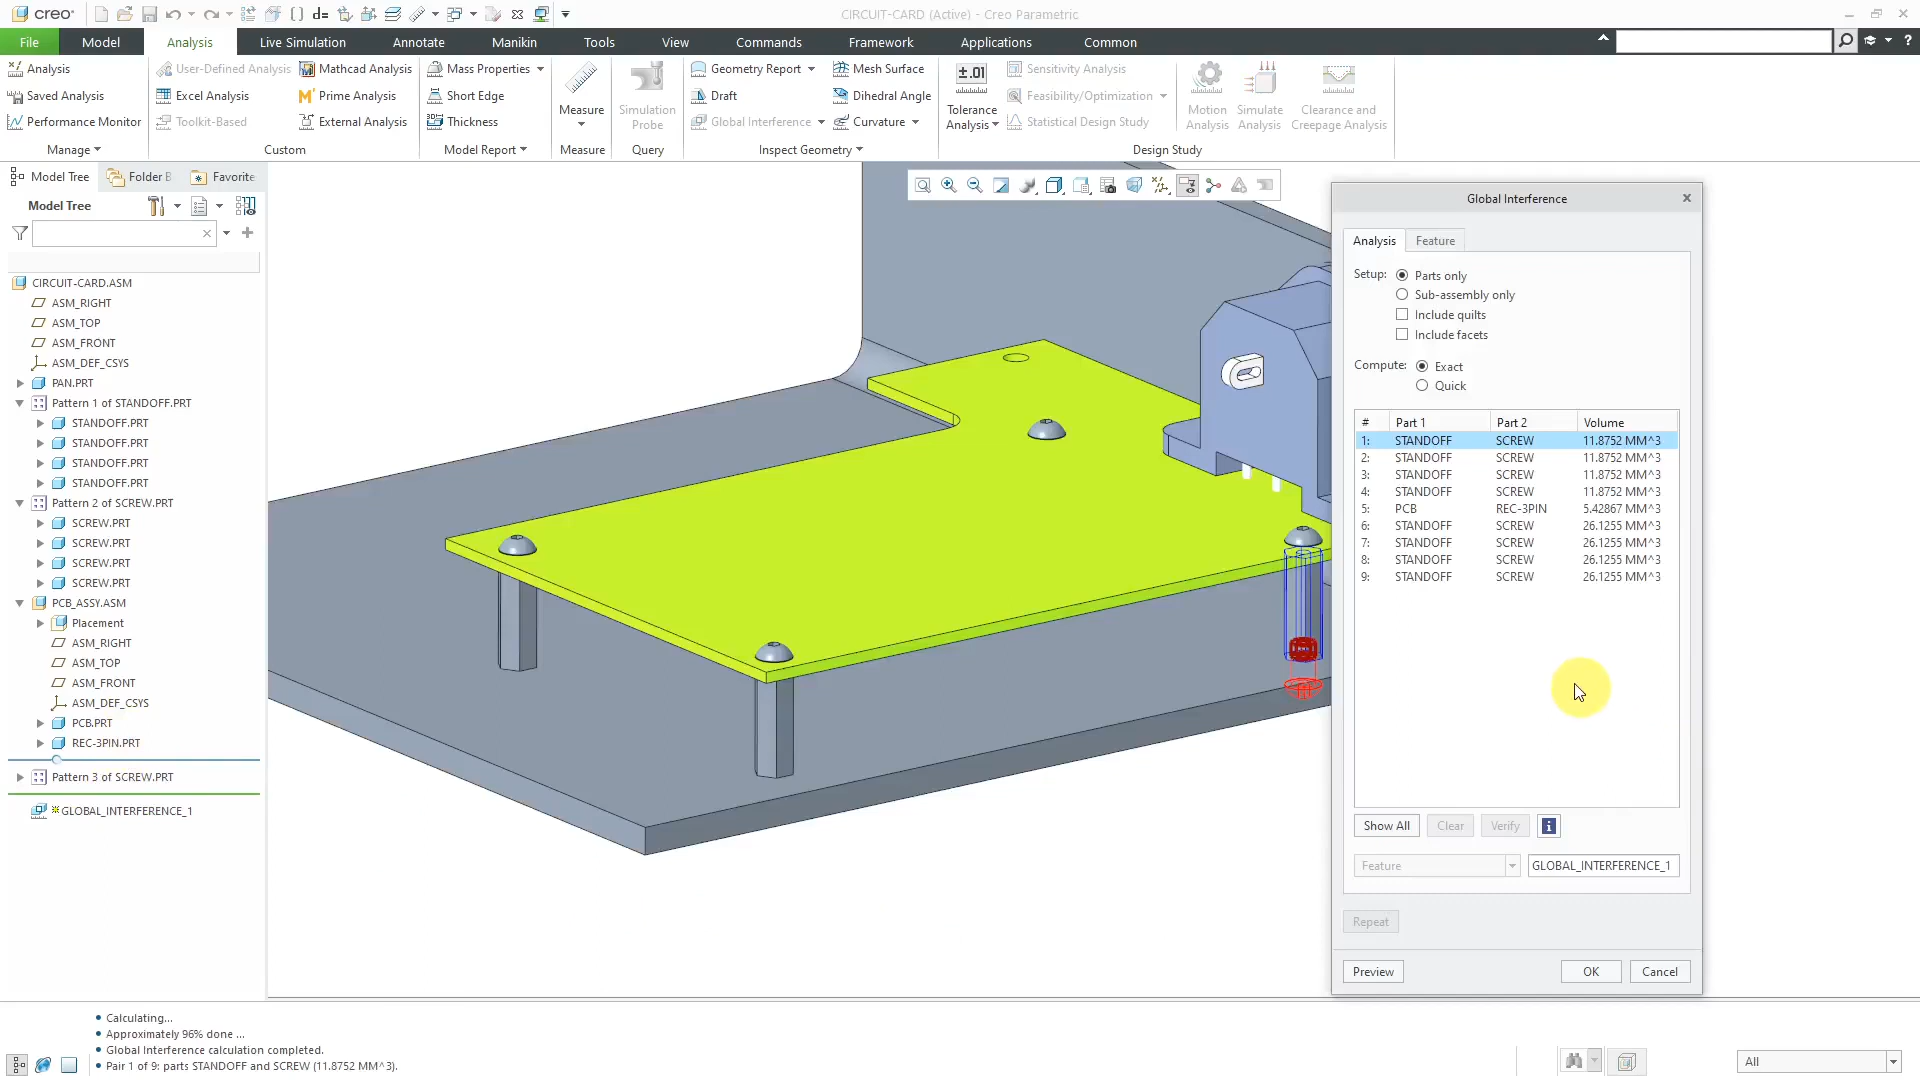 creo
CIRCUIT-CARD (Active) - Creo Parametric
File Model Analysis Live Simulation Annotate Manikin Tools View Commands Framework Applications Common
Analysis User-Defined Analysis Mathcad Analysis Mass Properties Geometry Report Mesh Surface Sensitivity Analysis
Saved Analysis Excel Analysis Prime Analysis Short Edge Draft Dihedral Angle Feasibility/Optimization
Performance Monitor Toolkit-Based External Analysis Thickness Global Interference Curvature Statistical Design Study
Measure
Simulation Probe
±.01
Tolerance Analysis
Motion Analysis
Simulate Analysis
Clearance and Creepage Analysis
Manage Custom Model Report Measure Query Inspect Geometry Design Study
Model Tree Folder B Favorite
Model Tree
CIRCUIT-CARD.ASM
ASM_RIGHT
ASM_TOP
ASM_FRONT
ASM_DEF_CSYS
PAN.PRT
Pattern 1 of STANDOFF.PRT
STANDOFF.PRT
STANDOFF.PRT
STANDOFF.PRT
STANDOFF.PRT
Pattern 2 of SCREW.PRT
SCREW.PRT
SCREW.PRT
SCREW.PRT
SCREW.PRT
PCB_ASSY.ASM
Placement
ASM_RIGHT
ASM_TOP
ASM_FRONT
ASM_DEF_CSYS
PCB.PRT
REC-3PIN.PRT
Pattern 3 of SCREW.PRT
GLOBAL_INTERFERENCE_1
Global Interference
Analysis Feature
Setup: Parts only
Sub-assembly only
Include quilts
Include facets
Compute: Exact
Quick
# Part 1 Part 2 Volume
1: STANDOFF SCREW 11.8752 MM^3
2: STANDOFF SCREW 11.8752 MM^3
3: STANDOFF SCREW 11.8752 MM^3
4: STANDOFF SCREW 11.8752 MM^3
5: PCB REC-3PIN 5.42867 MM^3
6: STANDOFF SCREW 26.1255 MM^3
7: STANDOFF SCREW 26.1255 MM^3
8: STANDOFF SCREW 26.1255 MM^3
9: STANDOFF SCREW 26.1255 MM^3
Show All Clear Verify
Feature GLOBAL_INTERFERENCE_1
Repeat
Preview OK Cancel
• Calculating...
• Approximately 96% done ...
• Global Interference calculation completed.
• Pair 1 of 9: parts STANDOFF and SCREW (11.8752 MM^3).
All